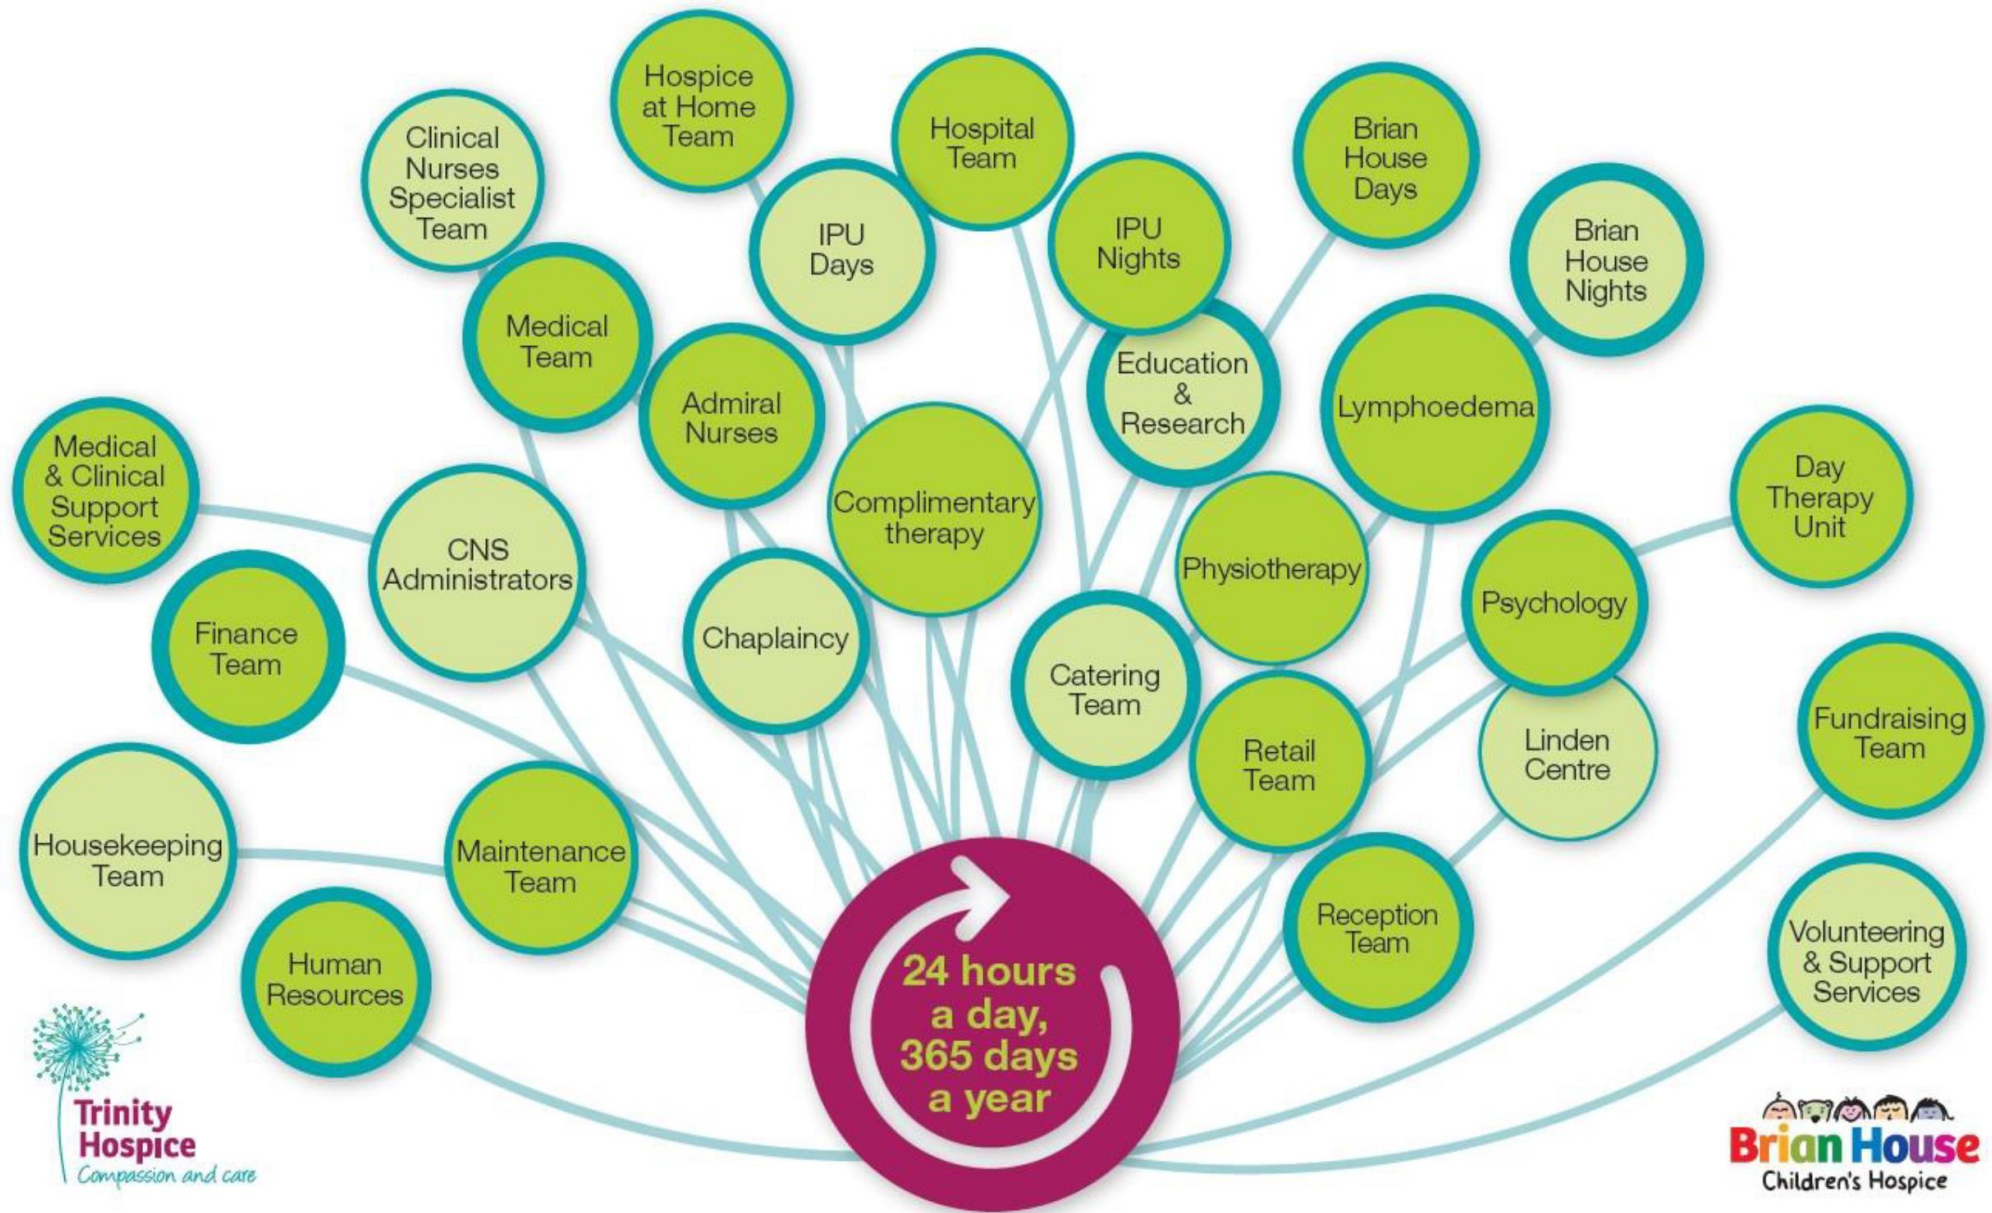 Hospice
at Home
Team
Hospital
Team
Brian
House
Days
Clinical
Nurses
Specialist
Team
IPU
Days
IPU
Nights
Brian
House
Nights
Medical
Team
Education
&
Research
Admiral
Nurses
Lymphoedema
Medical
& Clinical
Support
Services
CNS
Administrators
Complimentary
therapy
Physiotherapy
Psychology
Day
Therapy
Unit
Finance
Team
Chaplaincy
Catering
Team
Retail
Team
Linden
Centre
Fundraising
Team
Housekeeping
Team
Maintenance
Team
Human
Resources
Reception
Team
Volunteering
& Support
Services
24 hours
a day,
365 days
a year
Trinity
Hospice
Compassion and care
Brian House
Children's Hospice